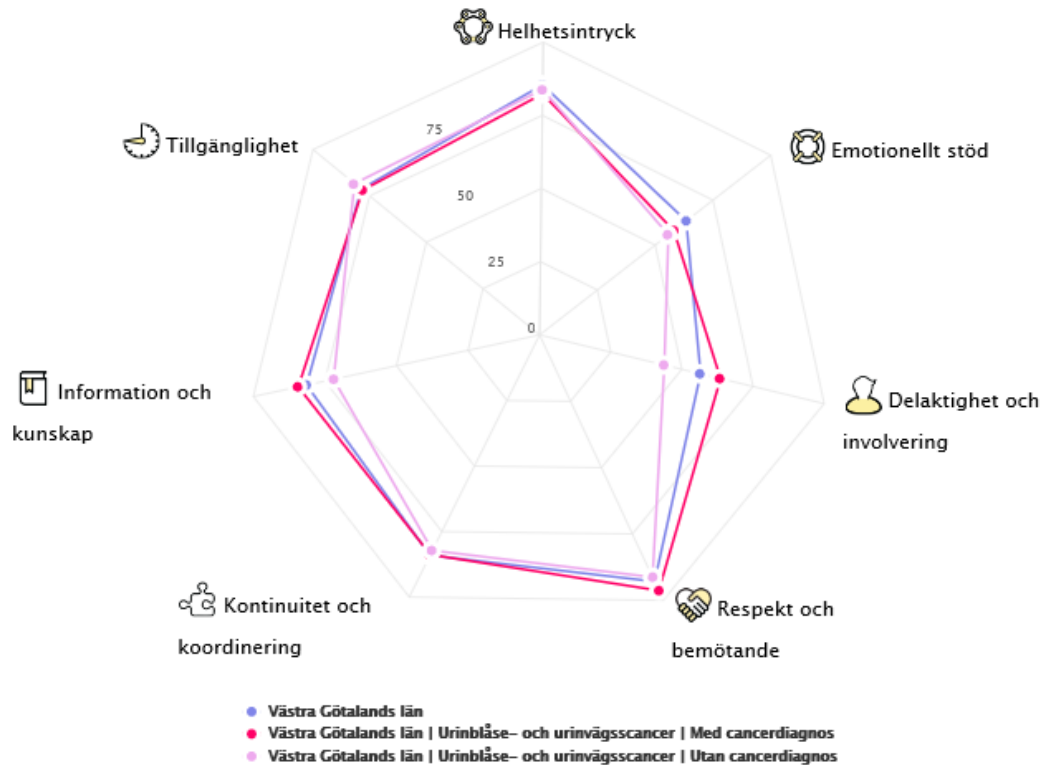 Helhetsintryck
Tillgänglighet
75
Emotionellt stöd
50
25
0
Information och
kunskap
Delaktighet och
involvering
Kontinuitet och
koordinering
Respekt och
bemötande
Västra Götalands län
Västra Götalands län | Urinblåse- och urinvägsscancer | Med cancerdiagnos
Västra Götalands län | Urinblåse- och urinvägsscancer | Utan cancerdiagnos